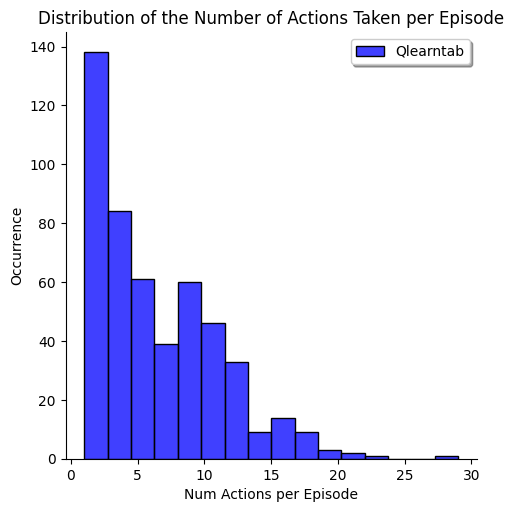 Distribution of the Number of Actions Taken per Episode
Qlearntab
140
120
100
80
60
40
20
0
Occurrence
0 5 10 15 20 25 30
Num Actions per Episode